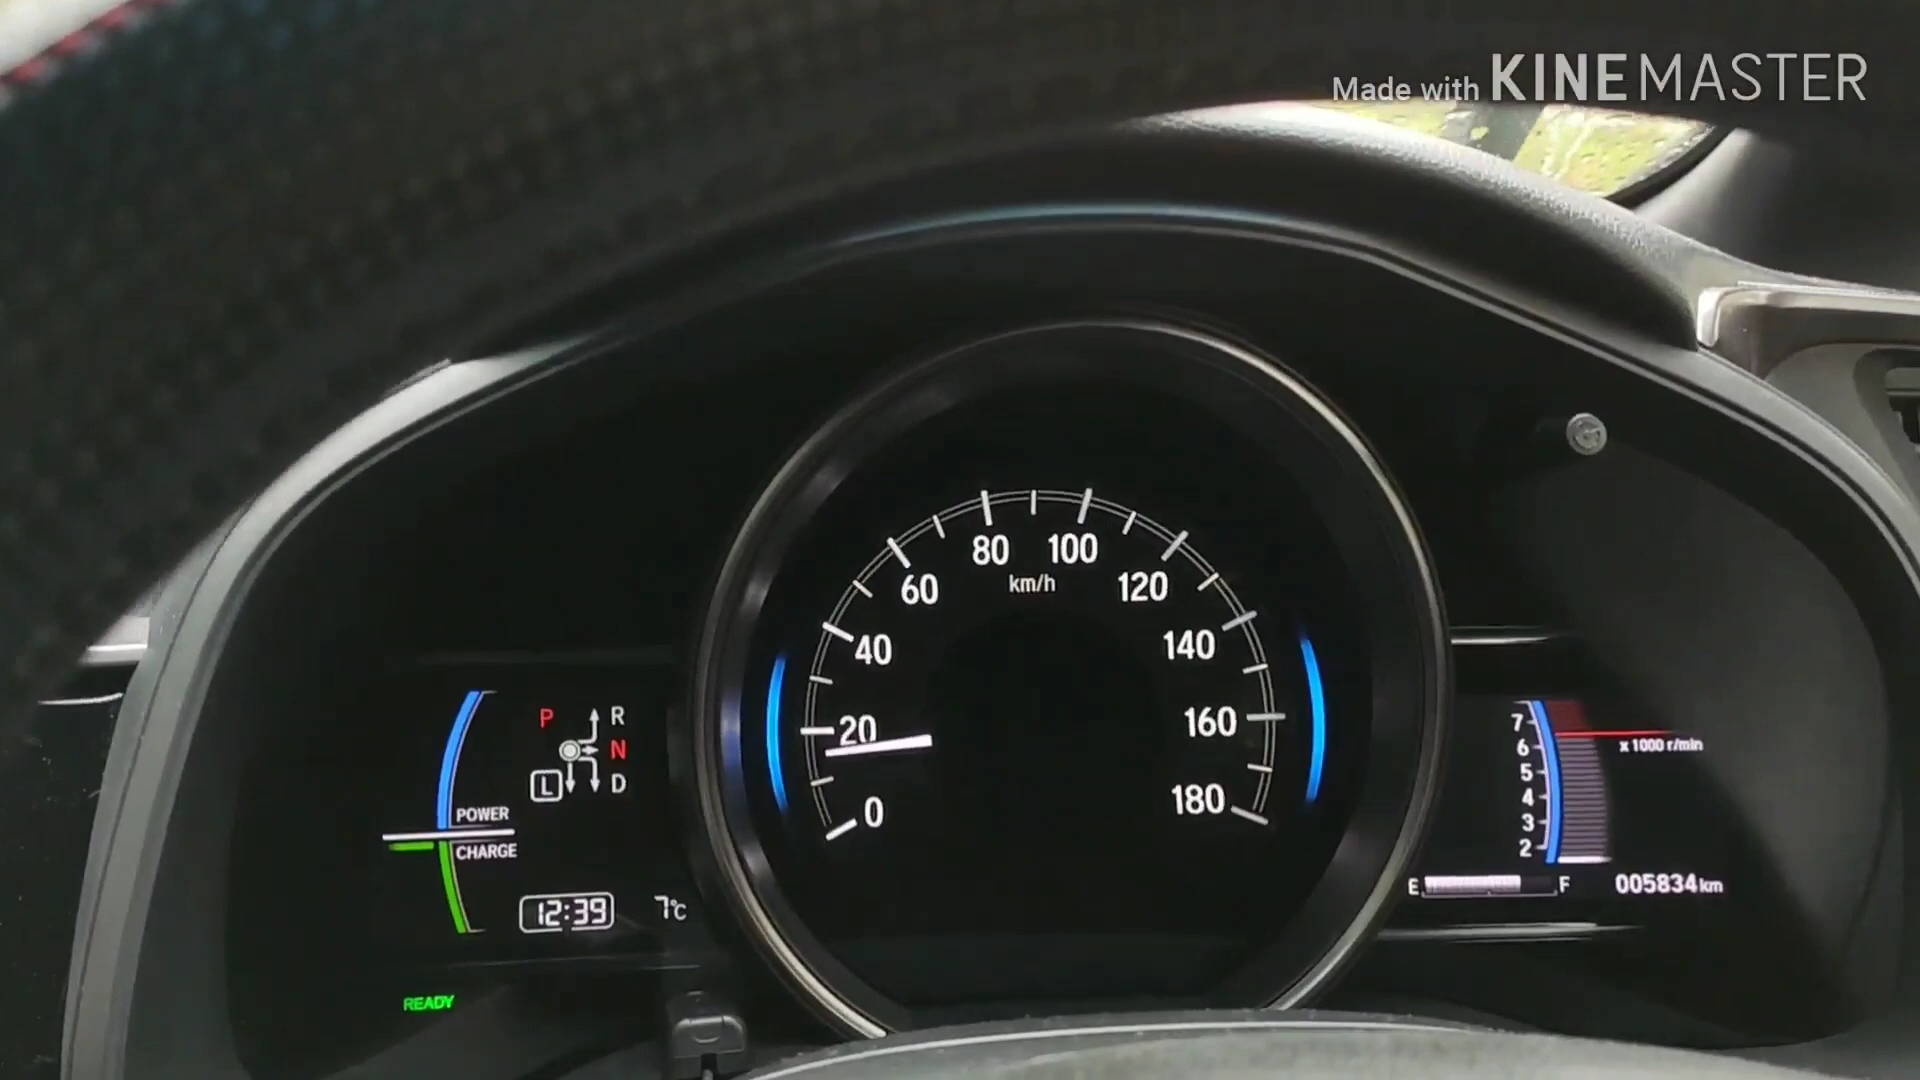 Made with KINEMASTER
80 100
km/h
60 120
40 140
20 160
0 180
P R
N
L D
POWER
CHARGE
12:39 7°C
READY
7
6 x 1000 r/min
5
4
3
2
E F 005834 km